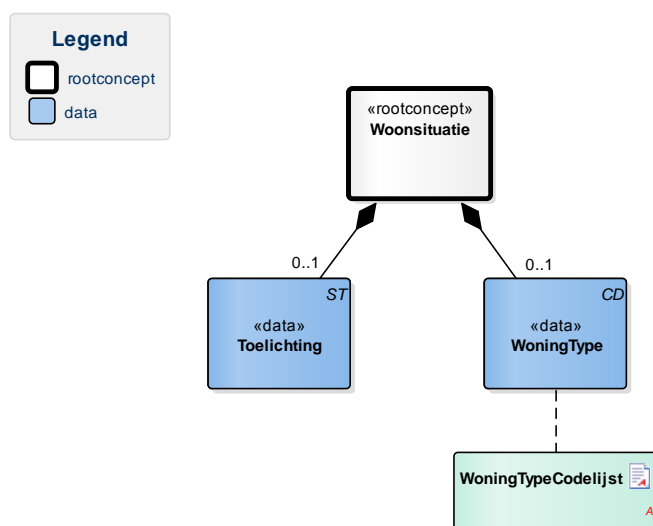 Legend
rootconcept
data
«rootconcept»
Woonsituatie
0..1
0..1
ST
«data»
Toelichting
CD
«data»
WoningType
WoningTypeCodelijst
A